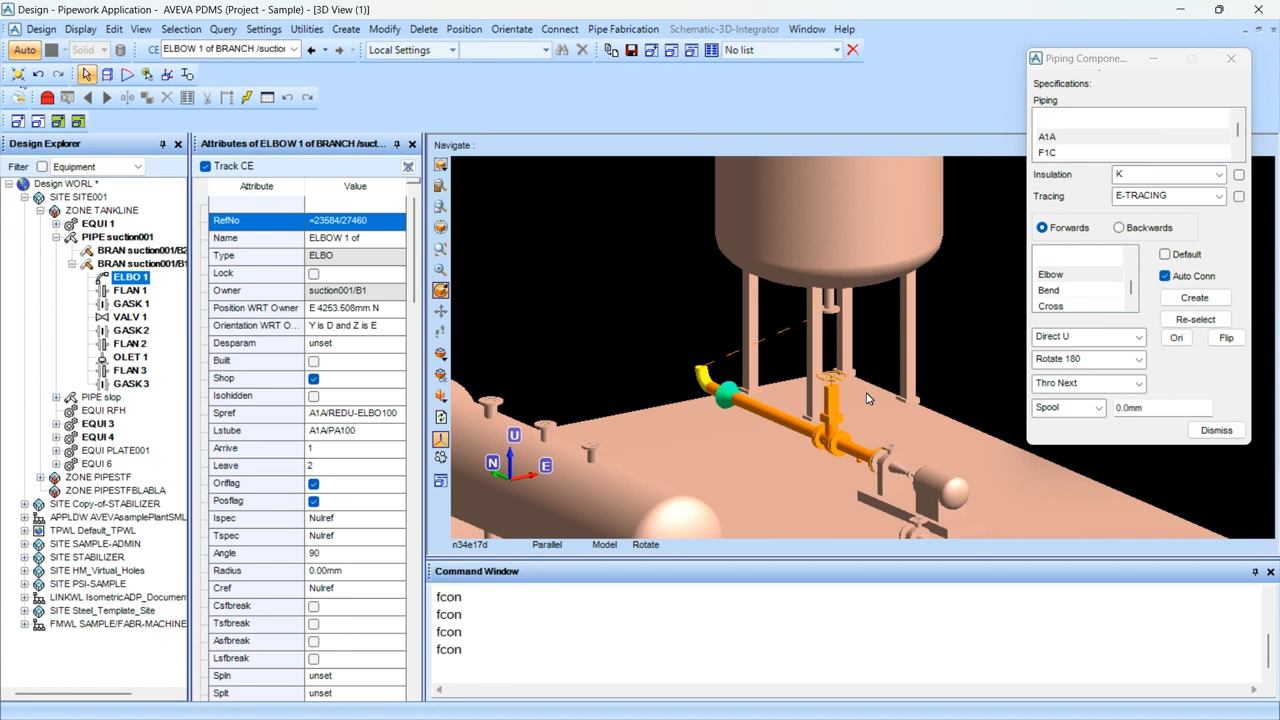 Design - Pipework Application - AVEVA PDMS (Project - Sample) - [3D View (1)]
Design Display Edit View Selection Query Settings Utilities Create Modify Delete Position Orientate Connect Pipe Fabrication Schematic-3D-Integrator Window Help
Auto Solid CE ELBOW 1 of BRANCH /suction Local Settings No list
Design Explorer
Filter Equipment
Design WORL *
SITE SITE001
ZONE TANKLINE
EQUI 1
PIPE suction001
BRAN suction001/B2
BRAN suction001/B1
ELBO 1
FLAN 1
GASK 1
VALV 1
GASK 2
FLAN 2
OLET 1
FLAN 3
GASK 3
PIPE slop
EQUI RFH
EQUI 3
EQUI 4
EQUI PLATE001
EQUI 6
ZONE PIPESTF
ZONE PIPESTFBLABLA
SITE Copy-of-STABILIZER
APPLDW AVEVAsamplePlantSML
TPWL Default_TPWL
SITE SAMPLE-ADMIN
SITE STABILIZER
SITE HM_Virtual_Holes
SITE PSI-SAMPLE
LINKWL IsometricADP_Documen
SITE Steel_Template_Site
FMWL SAMPLE/FABR-MACHINE
Attributes of ELBOW 1 of BRANCH /suct...
Track CE
Attribute Value
RefNo =23584/27460
Name ELBOW 1 of
Type ELBO
Lock
Owner suction001/B1
Position WRT Owner E 4253.508mm N
Orientation WRT O... Y is D and Z is E
Desparam unset
Built
Shop
Isohidden
Spref A1A/REDU-ELBO100
Lstube A1A/PA100
Arrive 1
Leave 2
Oriflag
Posflag
Ispec Nulref
Tspec Nulref
Angle 90
Radius 0.00mm
Cref Nulref
Csfbreak
Tsfbreak
Asfbreak
Lsfbreak
Spln unset
Splt unset
Navigate :
U
N
E
n34e17d Parallel Model Rotate
Command Window
fcon
fcon
fcon
fcon
Piping Compone...
Specifications:
Piping
A1A
F1C
Insulation K
Tracing E-TRACING
Forwards Backwards
Elbow
Bend
Cross
Default
Auto Conn
Create
Re-select
Direct U Ori Flip
Rotate 180
Thro Next
Spool 0.0mm
Dismiss